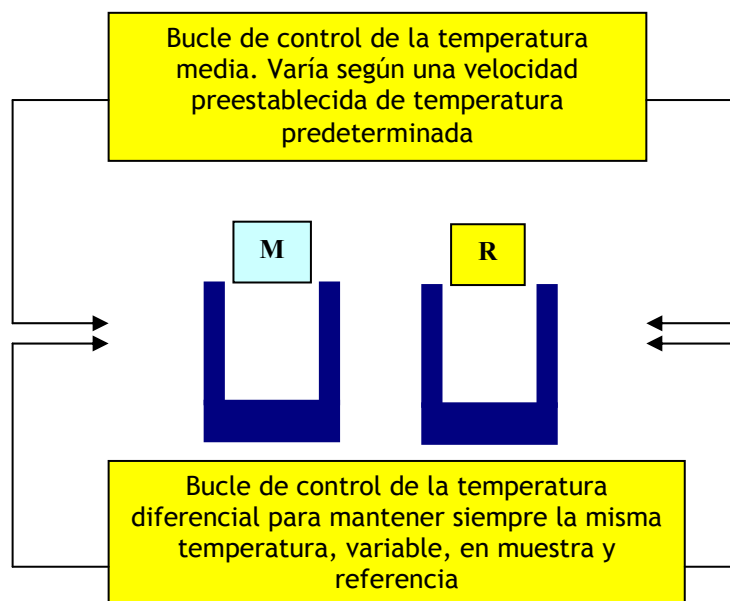 Bucle de control de la temperatura
media. Varía según una velocidad
preestablecida de temperatura
predeterminada
M
R
Bucle de control de la temperatura
diferencial para mantener siempre la misma
temperatura, variable, en muestra y
referencia